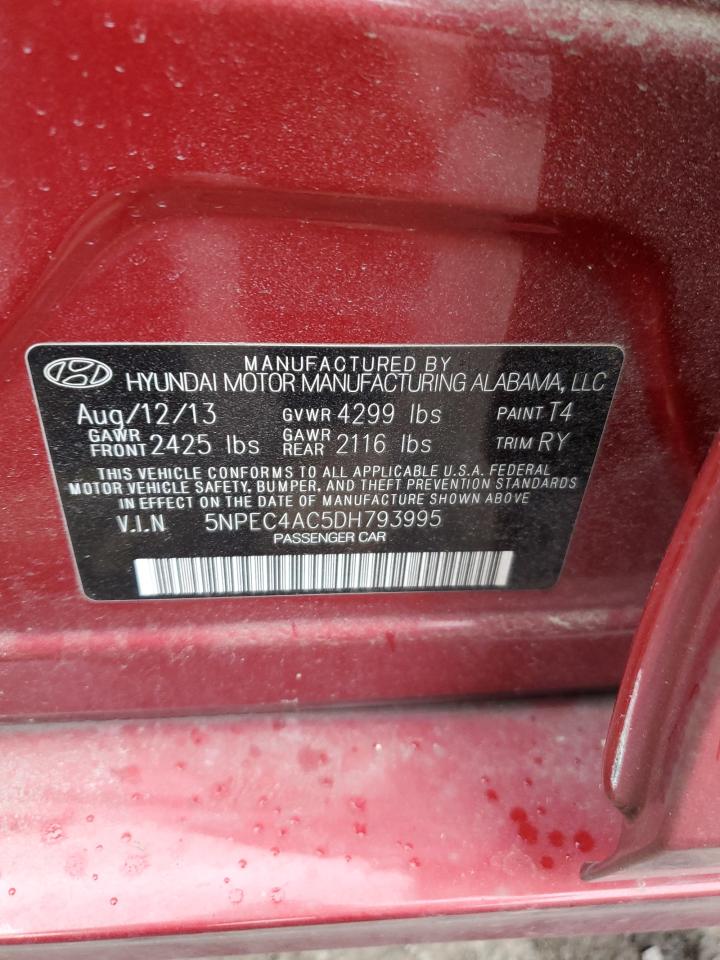 MANUFACTURED BY
HYUNDAI MOTOR MANUFACTURING ALABAMA, LLC
Aug/12/13 GVWR 4299 lbs PAINT T4
GAWR FRONT 2425 lbs GAWR REAR 2116 lbs TRIM RY
THIS VEHICLE CONFORMS TO ALL APPLICABLE U.S.A. FEDERAL
MOTOR VEHICLE SAFETY, BUMPER, AND THEFT PREVENTION STANDARDS
IN EFFECT ON THE DATE OF MANUFACTURE SHOWN ABOVE
V.I.N 5NPEC4AC5DH793995
PASSENGER CAR